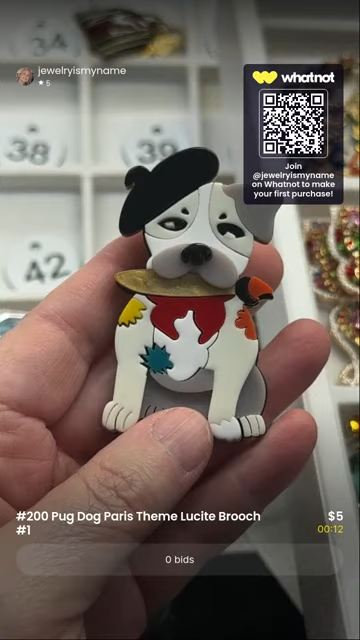 34
jewelryismyname
★ 5
whatnot
Join
@jewelryismyname
on Whatnot to make
your first purchase!
38
39
42
#200 Pug Dog Paris Theme Lucite Brooch
#1
$5
00:12
0 bids